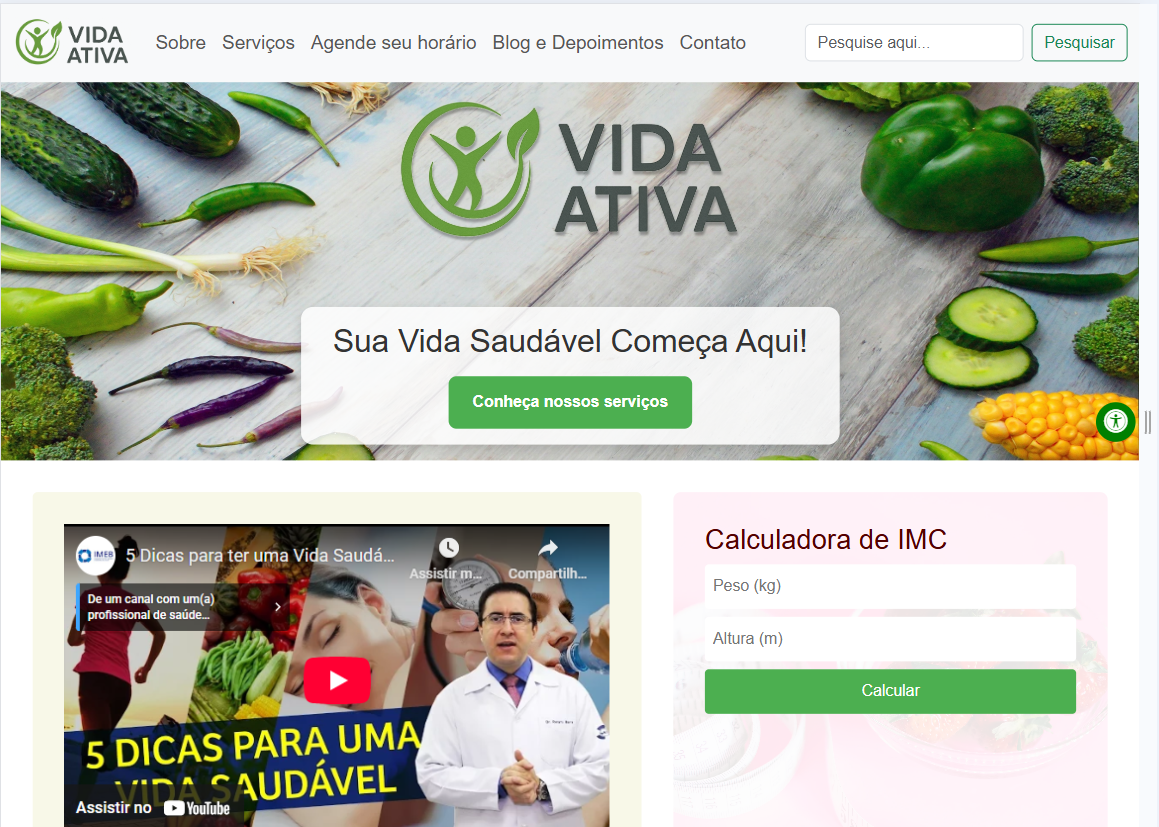 VIDA
ATIVA
Sobre Serviços Agende seu horário Blog e Depoimentos Contato
Pesquise aqui... Pesquisar
VIDA
ATIVA
Sua Vida Saudável Começa Aqui!
Conheça nossos serviços
IMEB
5 Dicas para ter uma Vida Saudá...
Assistir m... Compartilh...
De um canal com um(a)
profissional de saúde...
5 DICAS PARA UMA
VIDA SAUDÁVEL
Assistir no YouTube
Calculadora de IMC
Peso (kg)
Altura (m)
Calcular